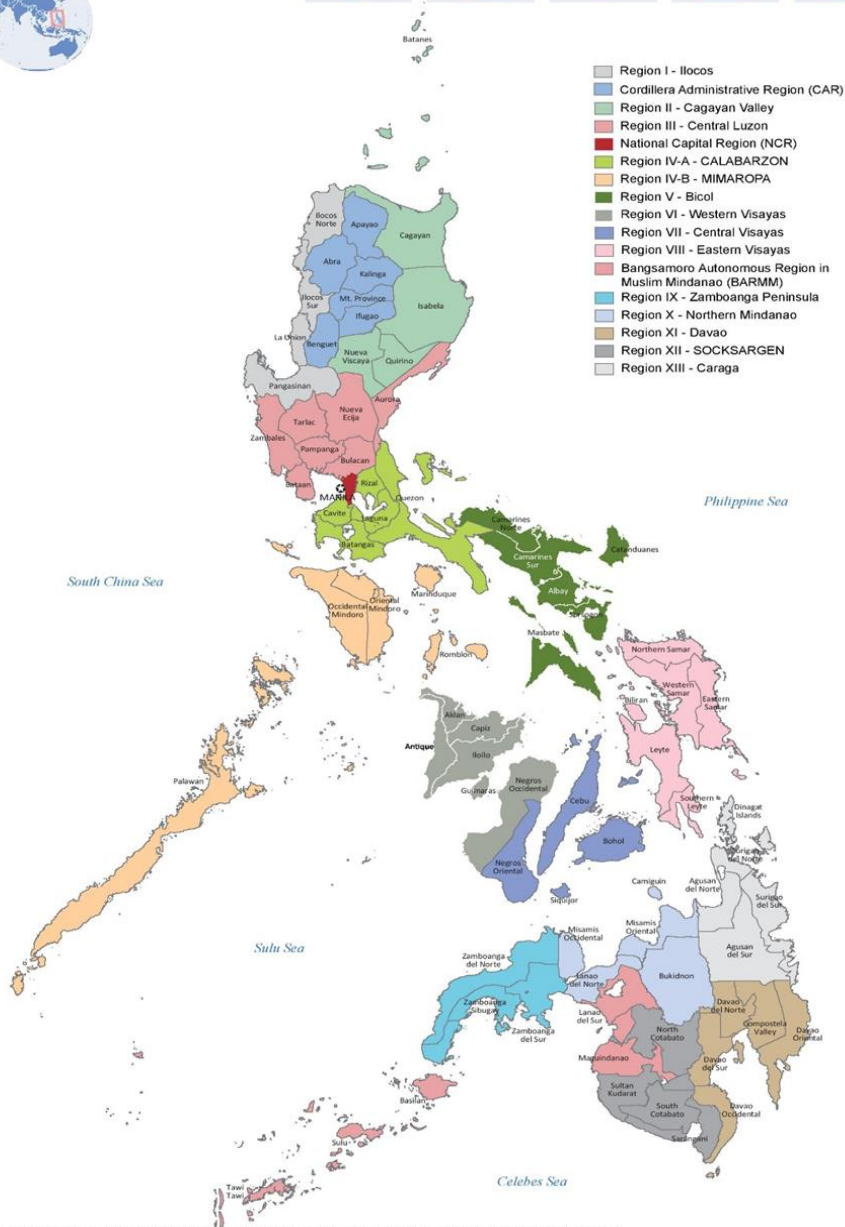 Batanes
Region I - Ilocos
Cordillera Administrative Region (CAR)
Region II - Cagayan Valley
Region III - Central Luzon
National Capital Region (NCR)
Region IV-A - CALABARZON
Region IV-B - MIMAROPA
Region V - Bicol
Region VI - Western Visayas
Region VII - Central Visayas
Region VIII - Eastern Visayas
Bangsamoro Autonomous Region in
Muslim Mindanao (BARMM)
Region IX - Zamboanga Peninsula
Region X - Northern Mindanao
Region XI - Davao
Region XII - SOCKSARGEN
Region XIII - Caraga
Ilocos
Norte
Apayao
Cagayan
Abra
Kalinga
Ilocos
Sur
Mt. Province
Isabela
Ifugao
La Union
Benguet
Nueva
Viscaya
Quirino
Pangasinan
Aurora
Nueva
Ecija
Tarlac
Zambales
Pampanga
Bulacan
Bataan
Rizal
MANILA
Quezon
Cavite
Laguna
Batangas
Philippine Sea
Camarines
Norte
Camarines
Sur
Catanduanes
South China Sea
Albay
Marinduque
Occidental
Mindoro
Oriental
Mindoro
Sorsogon
Masbate
Romblon
Northern Samar
Western
Samar
Eastern
Samar
Biliran
Aklan
Capiz
Antique
Iloilo
Leyte
Palawan
Guimaras
Negros
Occidental
Cebu
Southern
Leyte
Dinagat
Islands
Bohol
Surigao
del Norte
Negros
Oriental
Siquijor
Camiguin
Agusan
del Norte
Surigao
del Sur
Misamis
Occidental
Misamis
Oriental
Sulu Sea
Agusan
del Sur
Zamboanga
del Norte
Lanao
del Norte
Bukidnon
Zamboanga
Sibugay
Zamboanga
del Sur
Lanao
del Sur
Davao
del Norte
Compostela
Valley
Davao
Oriental
North
Cotabato
Maguindanao
Davao
del Sur
Sultan
Kudarat
Basilan
South
Cotabato
Davao
Occidental
Sarangani
Sulu
Celebes Sea
Tawi
Tawi